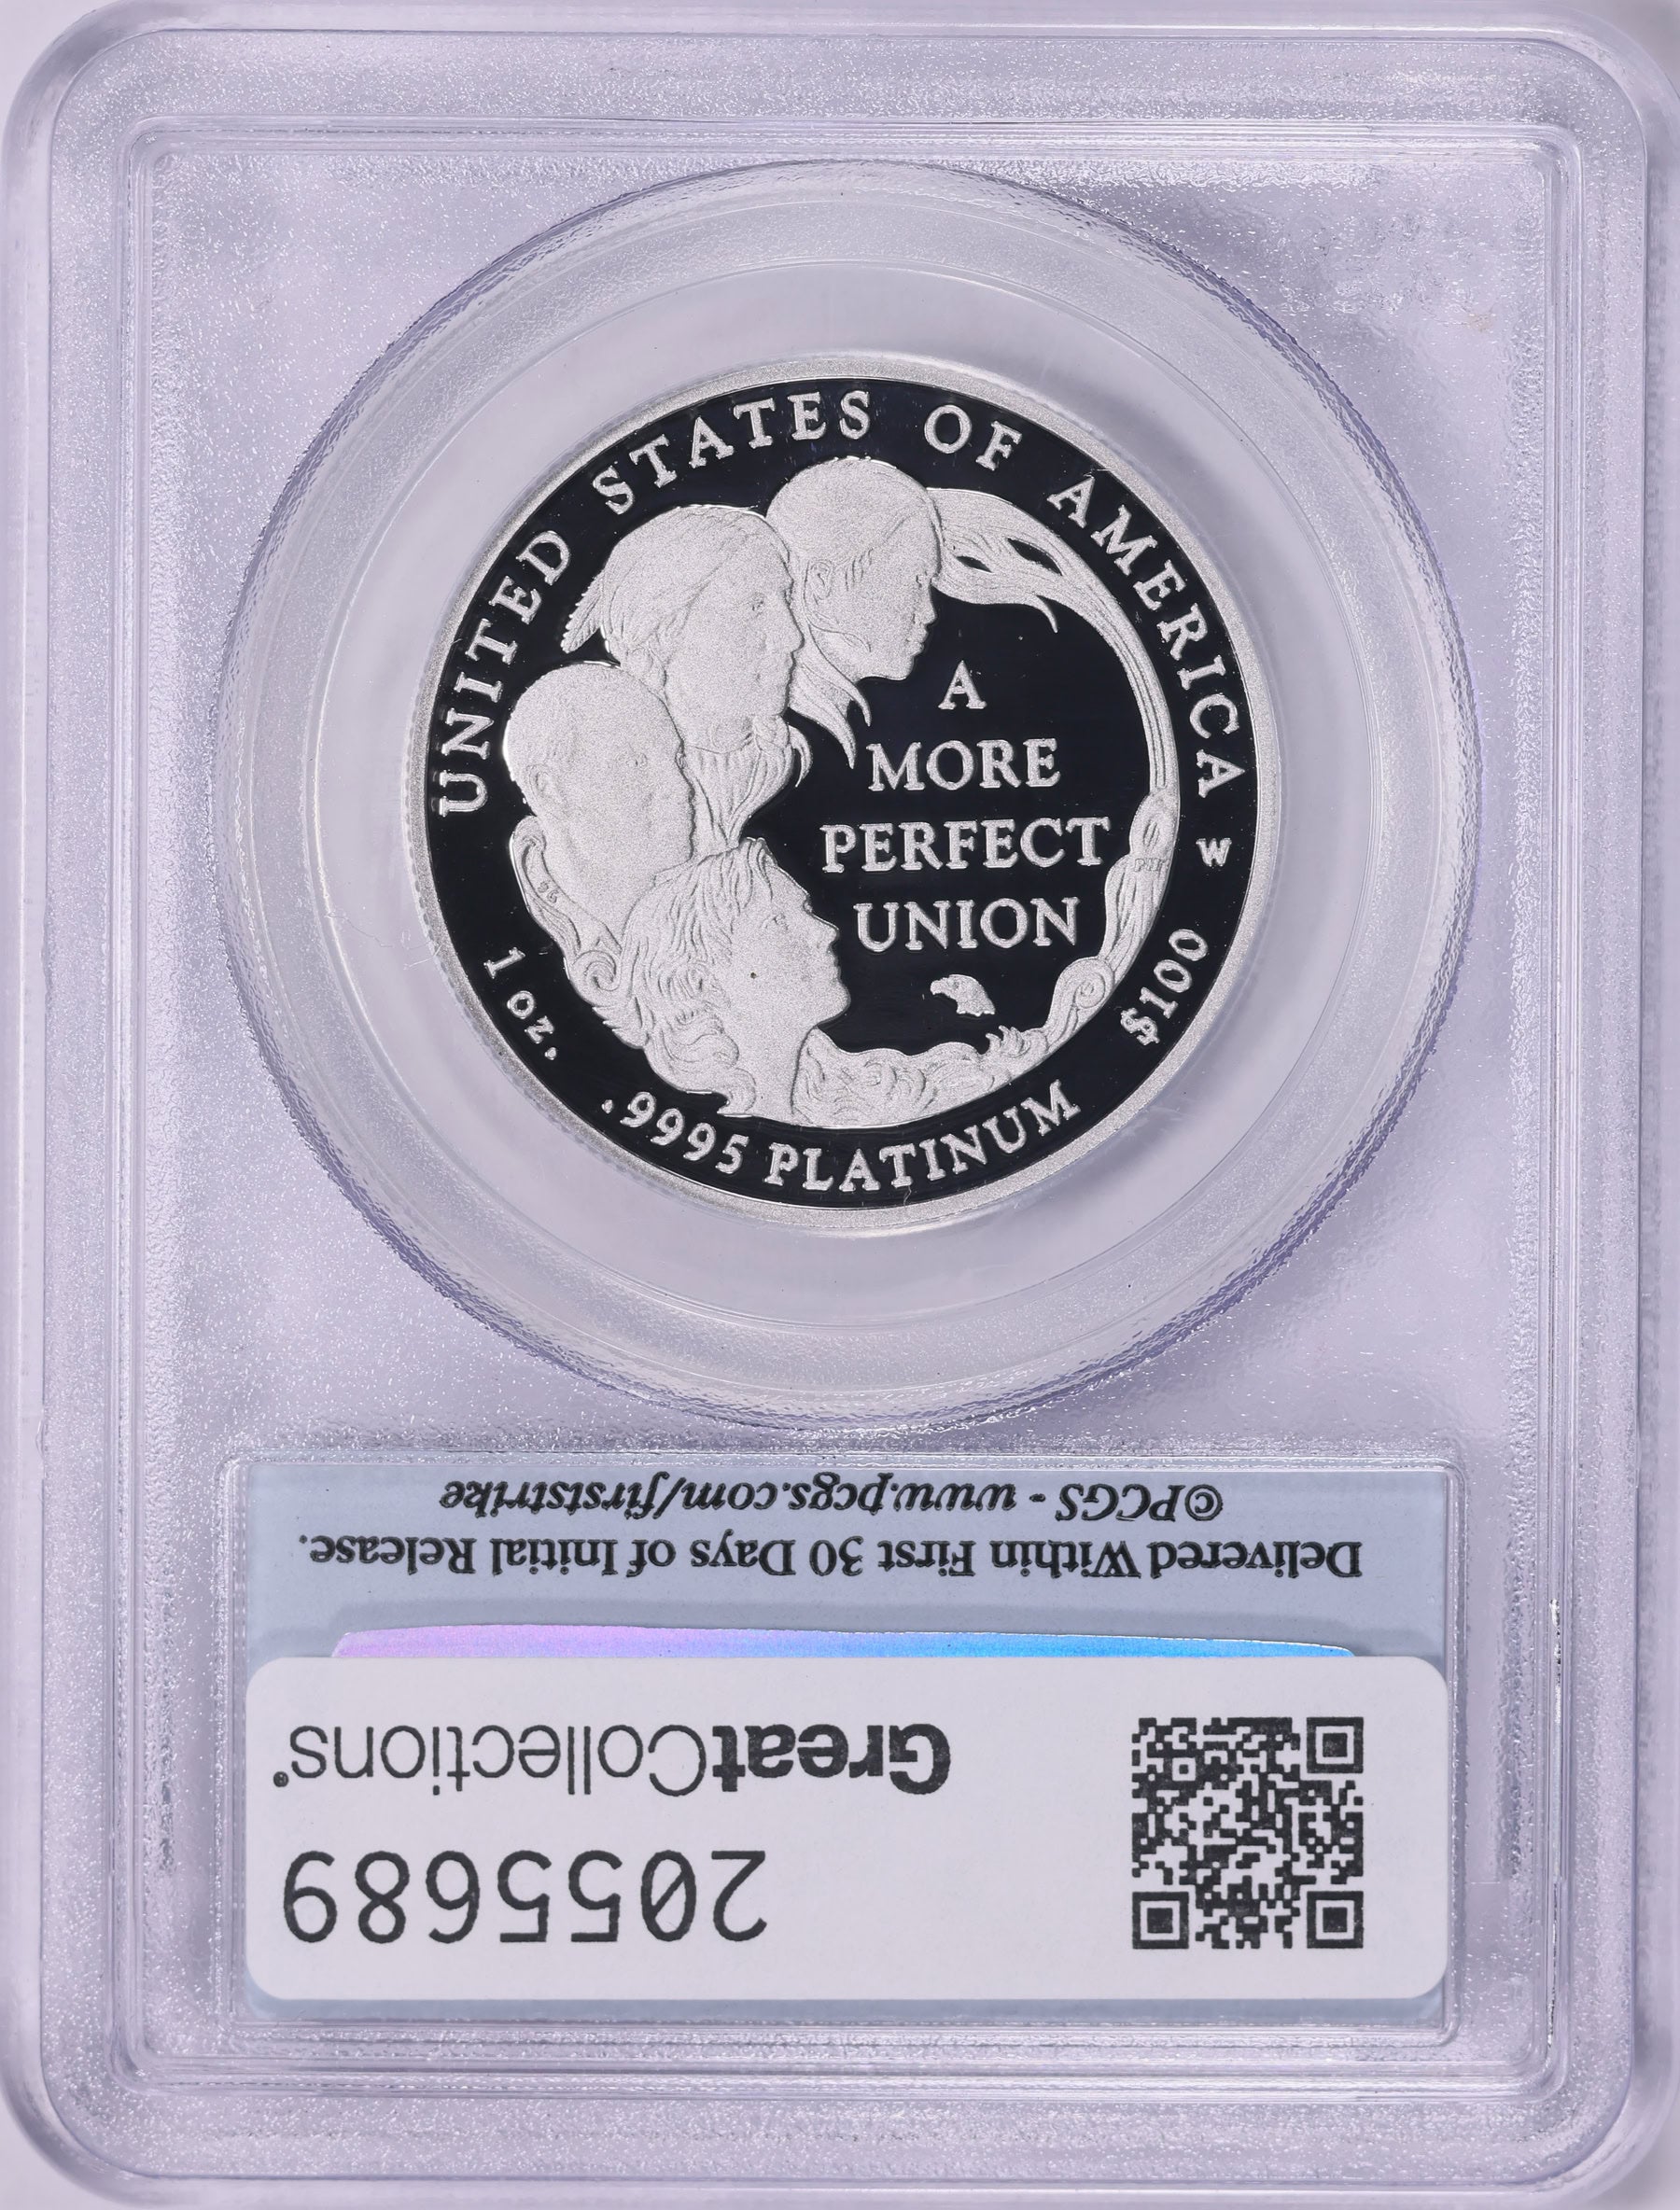 UNITED STATES OF AMERICA
W
A
MORE
PERFECT
UNION
$100
1 oz.
.9995 PLATINUM
©PCGS - www.pcgs.com/firststrike
Delivered Within First 30 Days of Initial Release.
GreatCollections®
2055689